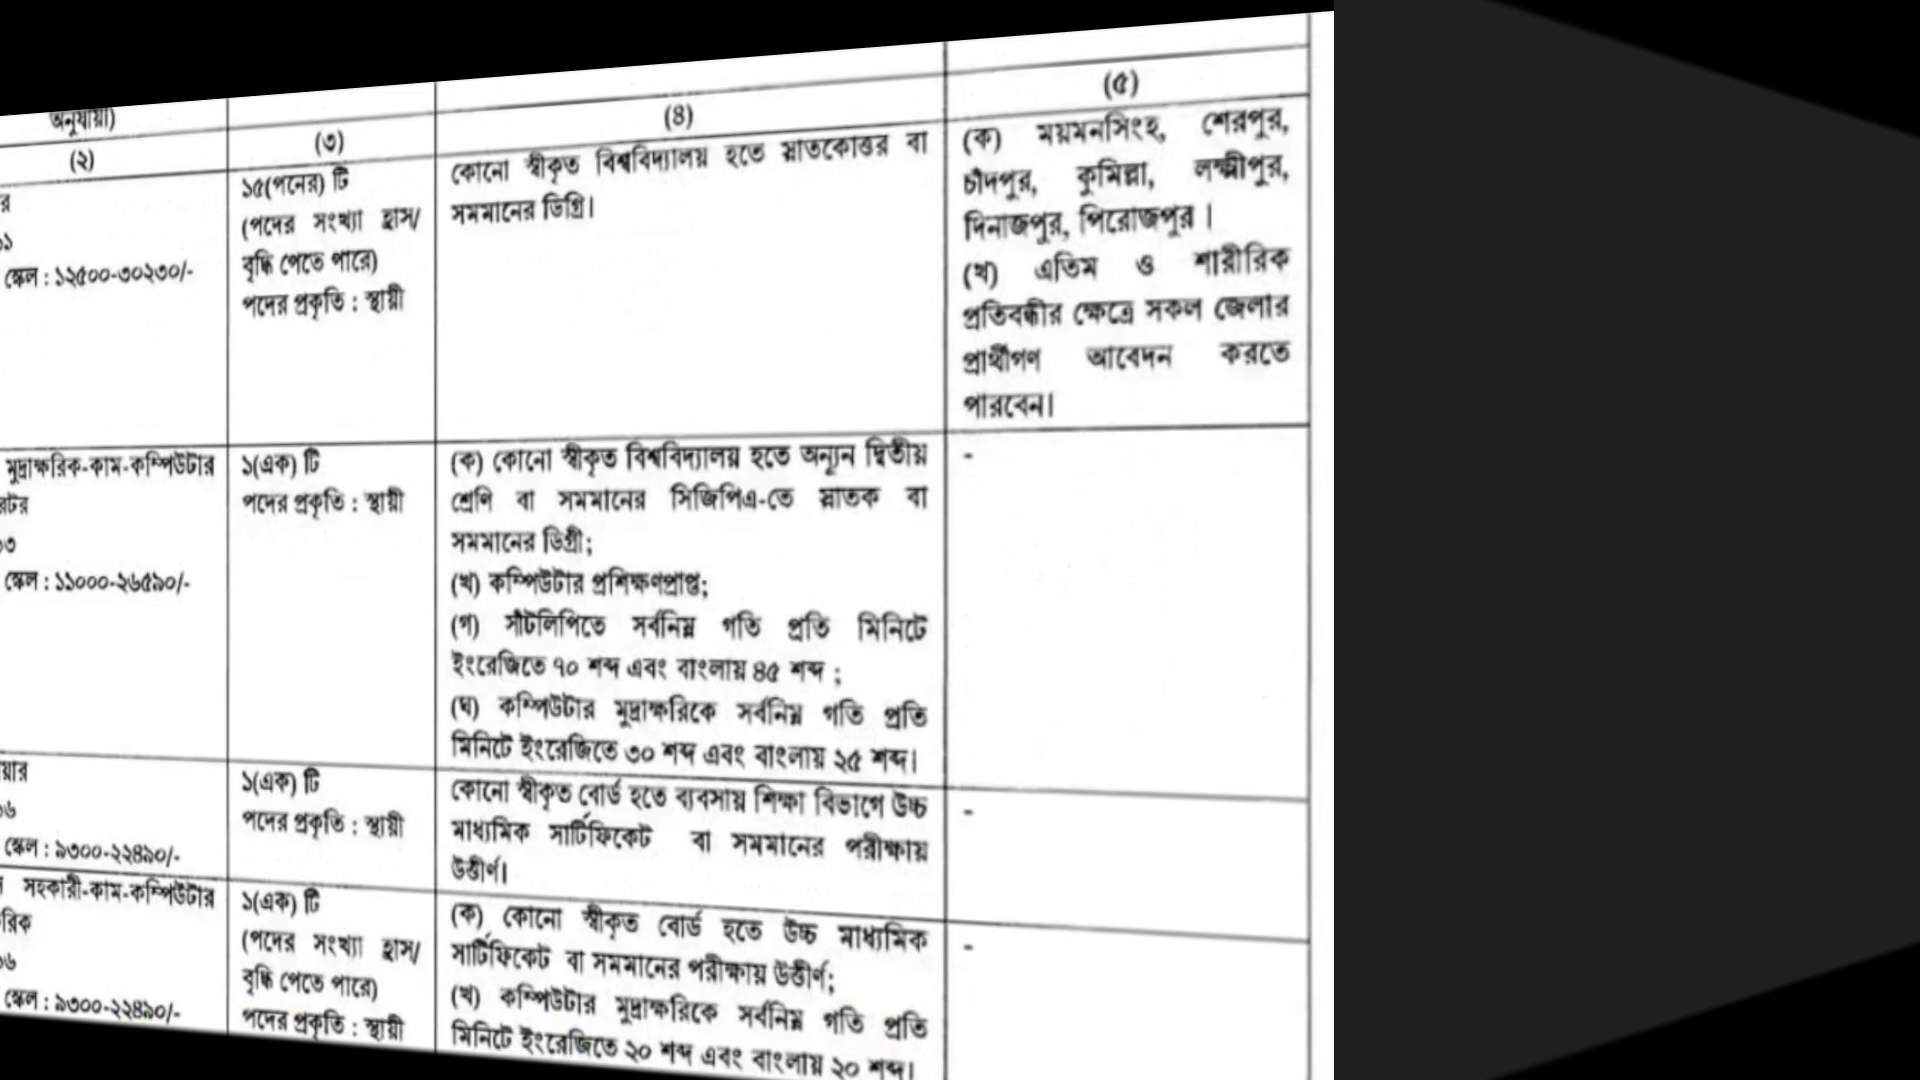 অনুযায়ী)
(২)
(৩)
(৪)
(৫)
র
১
স্কেল : ১২৫০০-৩০২৩০/-
১৫(পনের) টি
(পদের সংখ্যা হ্রাস/
বৃদ্ধি পেতে পারে)
পদের প্রকৃতি : স্থায়ী
কোনো স্বীকৃত বিশ্ববিদ্যালয় হতে স্নাতকোত্তর বা
সমমানের ডিগ্রি।
(ক) ময়মনসিংহ, শেরপুর,
চাঁদপুর, কুমিল্লা, লক্ষ্মীপুর,
দিনাজপুর, পিরোজপুর ।
(খ) এতিম ও শারীরিক
প্রতিবন্ধীর ক্ষেত্রে সকল জেলার
প্রার্থীগণ আবেদন করতে
পারবেন।
মুদ্রাক্ষরিক-কাম-কম্পিউটার
রেটর
৩
স্কেল : ১১০০০-২৬৫৯০/-
১(এক) টি
পদের প্রকৃতি : স্থায়ী
(ক) কোনো স্বীকৃত বিশ্ববিদ্যালয় হতে অন্যূন দ্বিতীয়
শ্রেণি বা সমমানের সিজিপিএ-তে স্নাতক বা
সমমানের ডিগ্রী;
(খ) কম্পিউটার প্রশিক্ষণপ্রাপ্ত;
(গ) সাঁটলিপিতে সর্বনিম্ন গতি প্রতি মিনিটে
ইংরেজিতে ৭০ শব্দ এবং বাংলায় ৪৫ শব্দ ;
(ঘ) কম্পিউটার মুদ্রাক্ষরিকে সর্বনিম্ন গতি প্রতি
মিনিটে ইংরেজিতে ৩০ শব্দ এবং বাংলায় ২৫ শব্দ।
-
য়ার
৬
স্কেল : ৯৩০০-২২৪৯০/-
১(এক) টি
পদের প্রকৃতি : স্থায়ী
কোনো স্বীকৃত বোর্ড হতে ব্যবসায় শিক্ষা বিভাগে উচ্চ
মাধ্যমিক সার্টিফিকেট বা সমমানের পরীক্ষায়
উত্তীর্ণ।
-
সহকারী-কাম-কম্পিউটার
রিক
৬
স্কেল : ৯৩০০-২২৪৯০/-
১(এক) টি
(পদের সংখ্যা হ্রাস/
বৃদ্ধি পেতে পারে)
পদের প্রকৃতি : স্থায়ী
(ক) কোনো স্বীকৃত বোর্ড হতে উচ্চ মাধ্যমিক
সার্টিফিকেট বা সমমানের পরীক্ষায় উত্তীর্ণ;
(খ) কম্পিউটার মুদ্রাক্ষরিকে সর্বনিম্ন গতি প্রতি
মিনিটে ইংরেজিতে ২০ শব্দ এবং বাংলায় ২০ শব্দ।
-